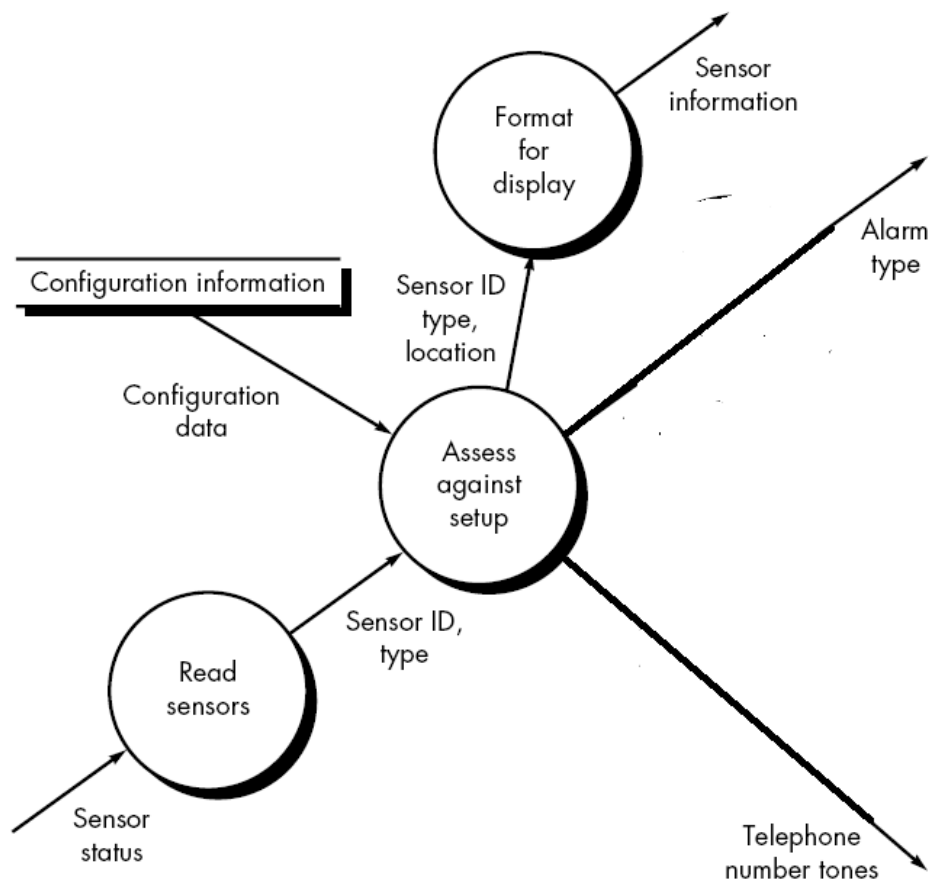 Sensor
information
Format
for
display
Alarm
type
Configuration information
Sensor ID
type,
location
Configuration
data
Assess
against
setup
Sensor ID,
type
Read
sensors
Sensor
status
Telephone
number tones